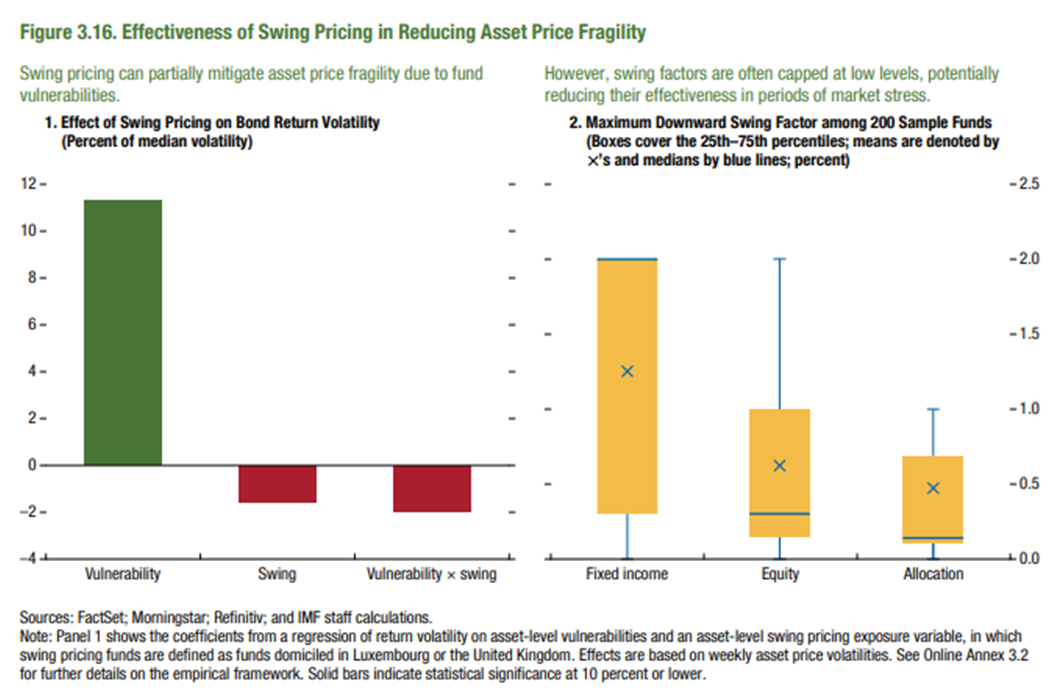 Figure 3.16. Effectiveness of Swing Pricing in Reducing Asset Price Fragility
Swing pricing can partially mitigate asset price fragility due to fund
vulnerabilities.
1. Effect of Swing Pricing on Bond Return Volatility
(Percent of median volatility)
12
10
8
6
4
2
0
–2
–4
Vulnerability
Swing
Vulnerability × swing
However, swing factors are often capped at low levels, potentially
reducing their effectiveness in periods of market stress.
2. Maximum Downward Swing Factor among 200 Sample Funds
(Boxes cover the 25th–75th percentiles; means are denoted by
×'s and medians by blue lines; percent)
2.5
2.0
1.5
1.0
0.5
0.0
Fixed income
Equity
Allocation
Sources: FactSet; Morningstar; Refinitiv; and IMF staff calculations.
Note: Panel 1 shows the coefficients from a regression of return volatility on asset-level vulnerabilities and an asset-level swing pricing exposure variable, in which
swing pricing funds are defined as funds domiciled in Luxembourg or the United Kingdom. Effects are based on weekly asset price volatilities. See Online Annex 3.2
for further details on the empirical framework. Solid bars indicate statistical significance at 10 percent or lower.